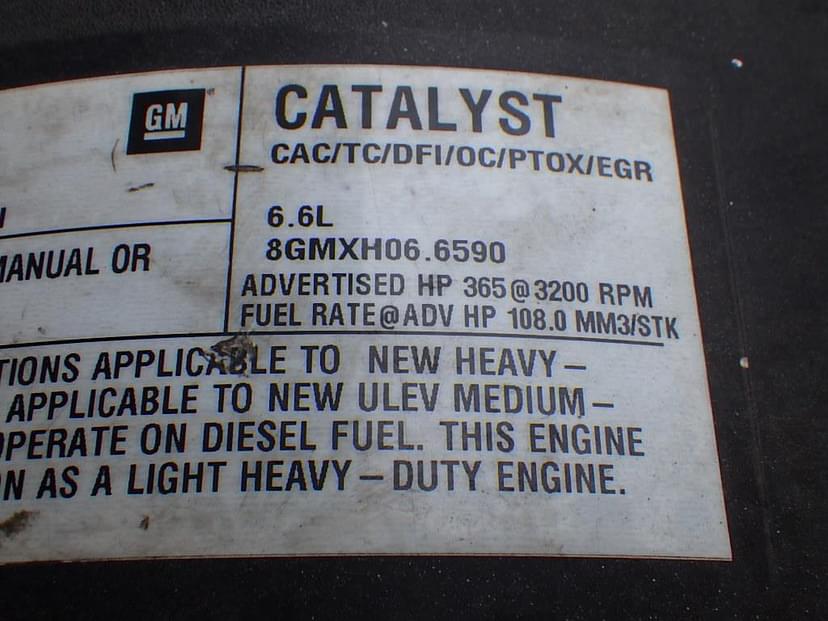 GM
CATALYST
CAC/TC/DFI/OC/PTOX/EGR
6.6L
8GMXH06.6590
MANUAL OR
ADVERTISED HP 365@3200 RPM
FUEL RATE@ADV HP 108.0 MM3/STK
TIONS APPLICABLE TO NEW HEAVY–
APPLICABLE TO NEW ULEV MEDIUM–
OPERATE ON DIESEL FUEL. THIS ENGINE
ON AS A LIGHT HEAVY–DUTY ENGINE.